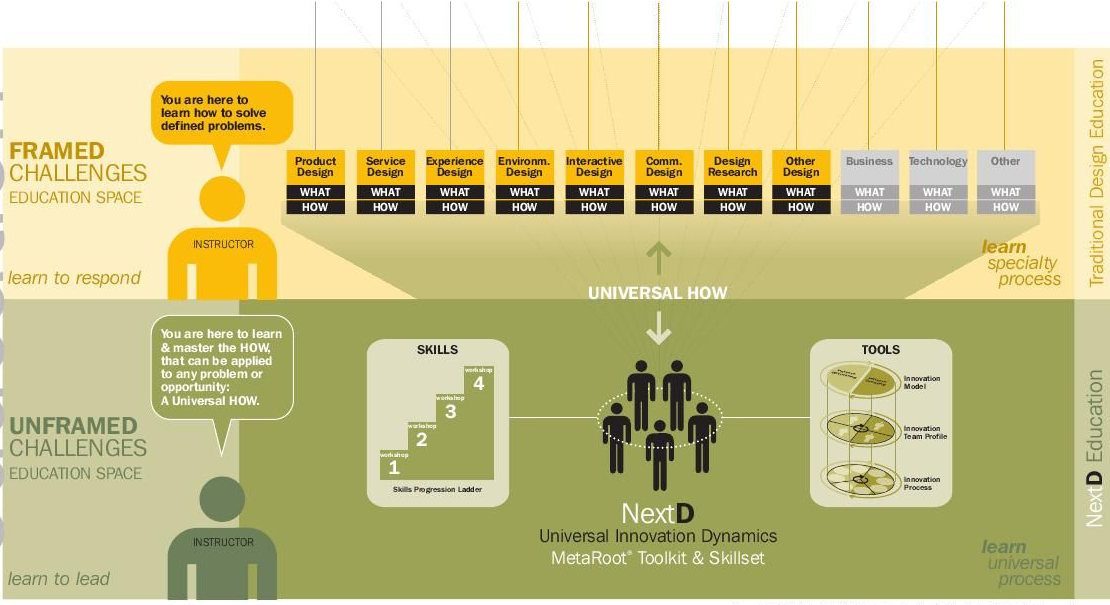 You are here to
learn how to solve
defined problems.
FRAMED
CHALLENGES
EDUCATION SPACE
INSTRUCTOR
learn to respond
Product
Design
WHAT
HOW
Service
Design
WHAT
HOW
Experience
Design
WHAT
HOW
Environm.
Design
WHAT
HOW
Interactive
Design
WHAT
HOW
Comm.
Design
WHAT
HOW
Design
Research
WHAT
HOW
Other
Design
WHAT
HOW
Business
WHAT
HOW
Technology
WHAT
HOW
Other
WHAT
HOW
learn
specialty
process
Traditional Design Education
UNIVERSAL HOW
You are here to learn
& master the HOW,
that can be applied
to any problem or
opportunity:
A Universal HOW.
UNFRAMED
CHALLENGES
EDUCATION SPACE
INSTRUCTOR
learn to lead
SKILLS
workshop
4
workshop
3
workshop
2
workshop
1
Skills Progression Ladder
NextD
Universal Innovation Dynamics
MetaRoot® Toolkit & Skillset
TOOLS
Innovation
Model
Innovation
Team Profile
Innovation
Process
learn
universal
process
NextD Education